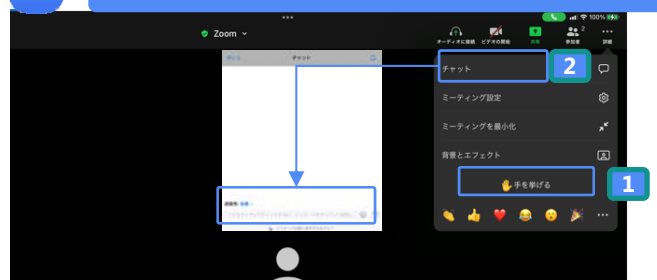 100%
Zoom
2
オーディオに接続 ビデオの開始 共有 参加者 詳細
チャット
チャット
2
ミーティング設定
ミーティングを最小化
背景とエフェクト
手を挙げる
1